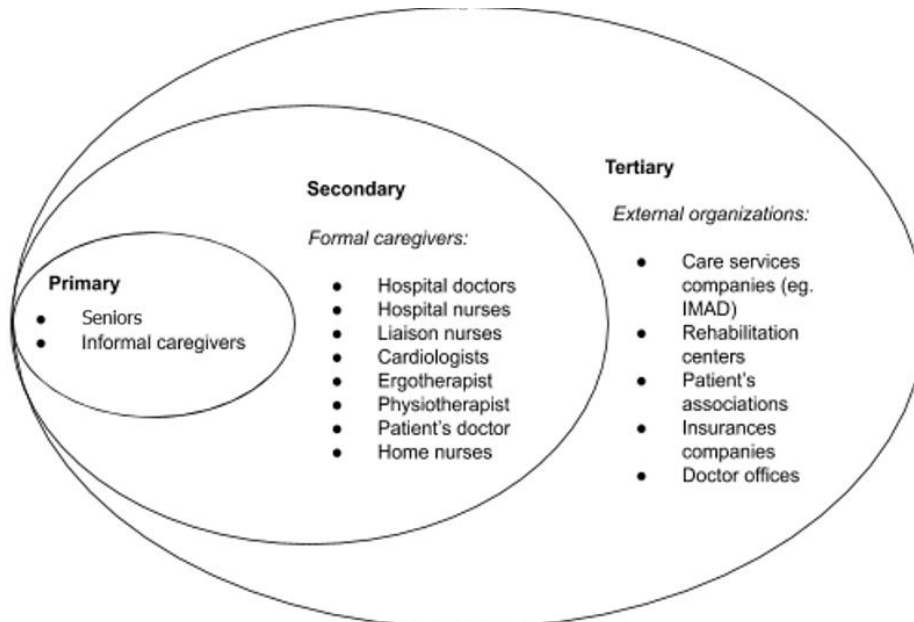 Primary
● Seniors
● Informal caregivers
Secondary
Formal caregivers:
● Hospital doctors
● Hospital nurses
● Liaison nurses
● Cardiologists
● Ergotherapist
● Physiotherapist
● Patient's doctor
● Home nurses
Tertiary
External organizations:
● Care services
companies (eg.
IMAD)
● Rehabilitation
centers
● Patient's
associations
● Insurances
companies
● Doctor offices